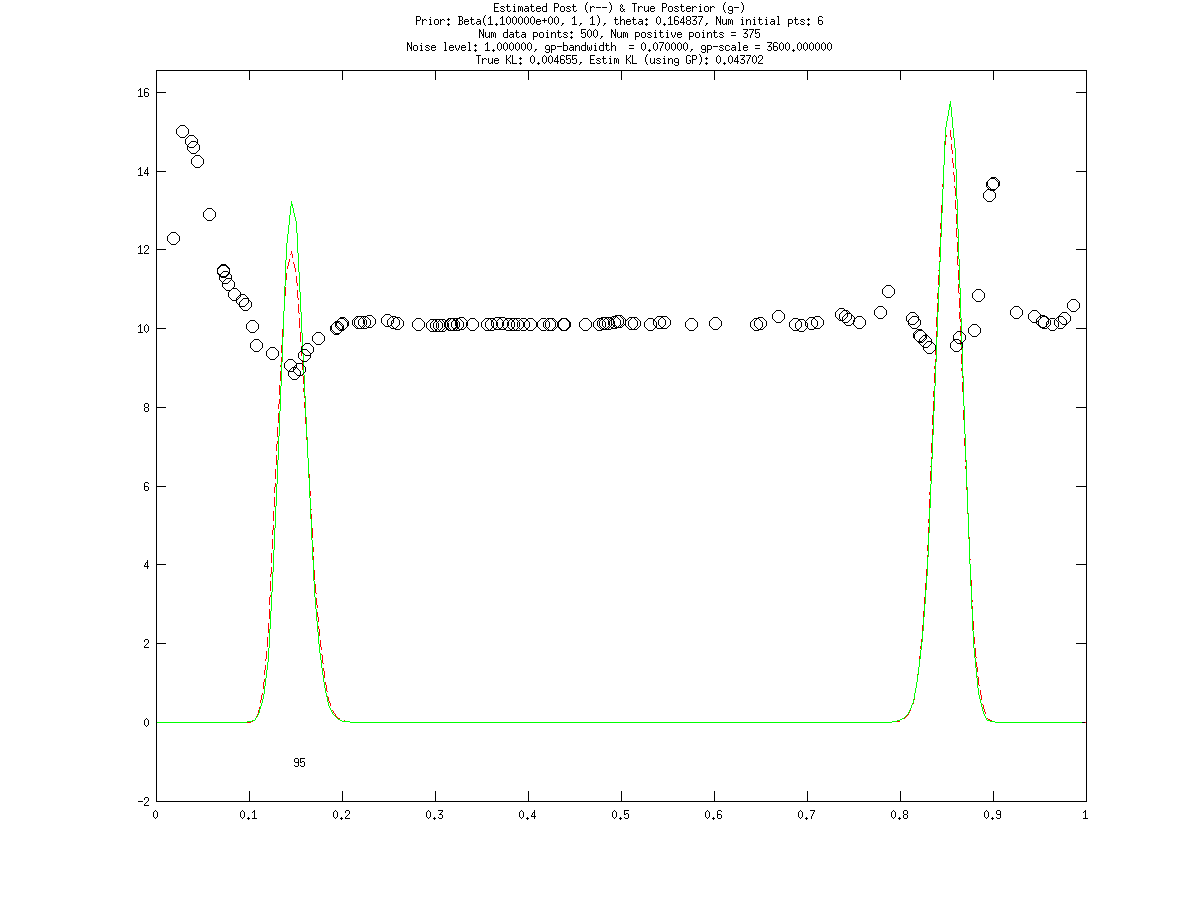 Estimated Post (r--) & True Posterior (g-)
Prior: Beta(1.100000e+00, 1, 1), theta: 0.164837, Num initial pts: 6
Num data points: 500, Num positive points = 375
Noise level: 1.000000, gp-bandwidth  = 0.070000, gp-scale = 3600.000000
True KL: 0.004655, Estim KL (using GP): 0.043702
16
14
12
10
8
6
4
2
0
95
-2
0 0.1 0.2 0.3 0.4 0.5 0.6 0.7 0.8 0.9 1